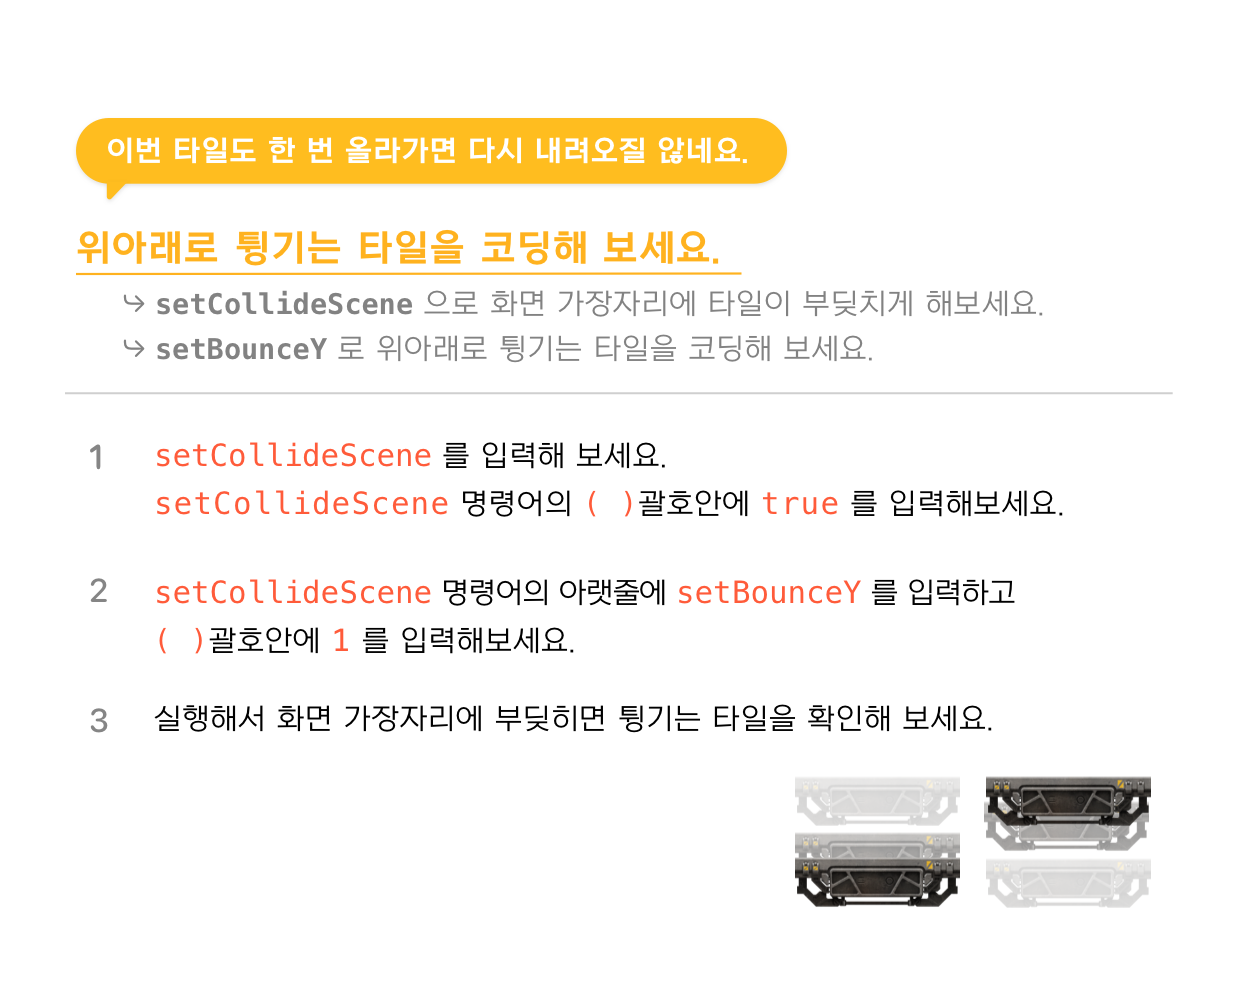 이번 타일도 한 번 올라가면 다시 내려오질 않네요.
위아래로 튕기는 타일을 코딩해 보세요.
↪ setCollideScene 으로 화면 가장자리에 타일이 부딪치게 해보세요.
↪ setBounceY 로 위아래로 튕기는 타일을 코딩해 보세요.
1 setCollideScene 를 입력해 보세요.
setCollideScene 명령어의 ( )괄호안에 true 를 입력해보세요.
2 setCollideScene 명령어의 아랫줄에 setBounceY 를 입력하고
( )괄호안에 1 를 입력해보세요.
3 실행해서 화면 가장자리에 부딪히면 튕기는 타일을 확인해 보세요.